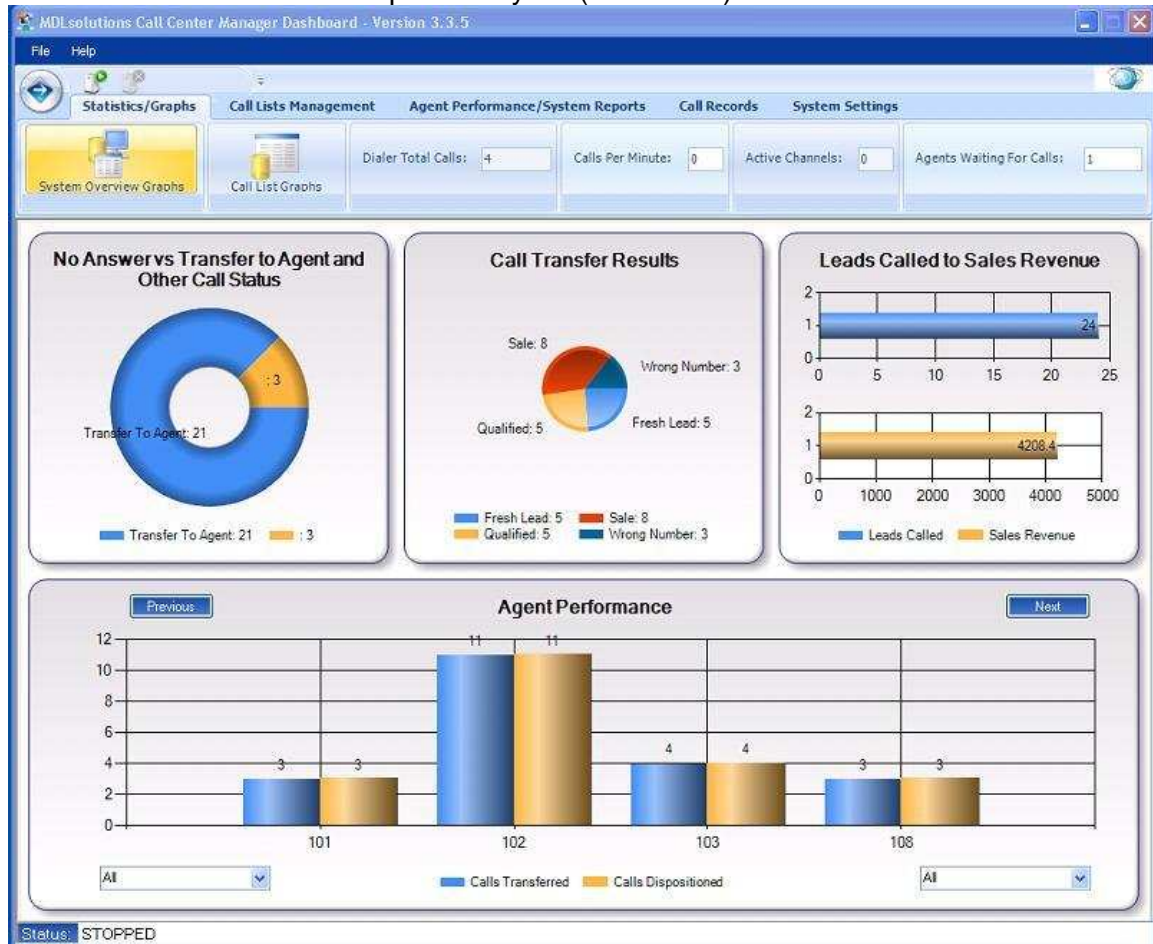 MDLsolutions Call Center Manager Dashboard - Version 3.3.5
File Help
Statistics/Graphs Call Lists Management Agent Performance/System Reports Call Records System Settings
System Overview Graphs Call List Graphs Dialer Total Calls: 4 Calls Per Minute: 0 Active Channels: 0 Agents Waiting For Calls: 1
No Answer vs Transfer to Agent and
Other Call Status
: 3
Transfer To Agent: 21
Transfer To Agent: 21 : 3
Call Transfer Results
Sale: 8
Wrong Number: 3
Qualified: 5 Fresh Lead: 5
Fresh Lead: 5 Sale: 8
Qualified: 5 Wrong Number: 3
Leads Called to Sales Revenue
2
1 24
0
0 5 10 15 20 25
2
1 4208.4
0
0 1000 2000 3000 4000 5000
Leads Called Sales Revenue
Previous Agent Performance Next
12
11 11
10
8
6
4 4
4
3 3 3 3
2
0
101 102 103 108
All Calls Transferred Calls Dispositioned All
Status: STOPPED